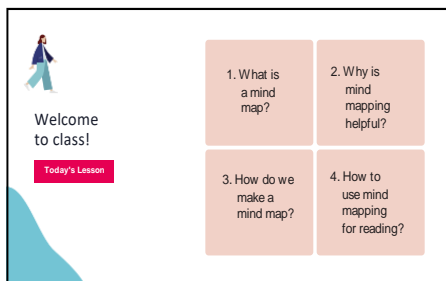 Welcome
to class!
Today's Lesson
1. What is
a mind
map?
2. Why is
mind
mapping
helpful?
3. How do we
make a
mind map?
4. How to
use mind
mapping
for reading?